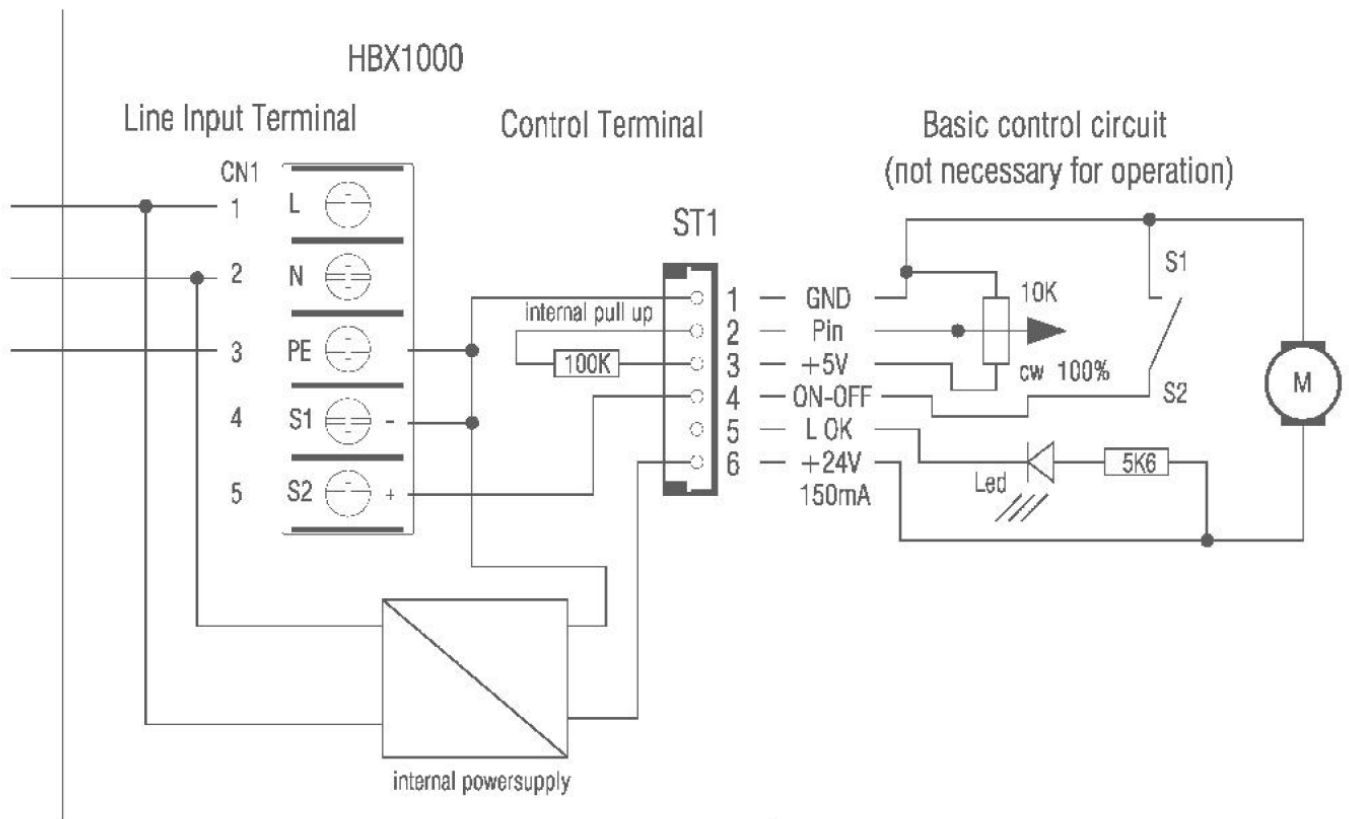 HBX1000
Line Input Terminal
Control Terminal
Basic control circuit
(not necessary for operation)
CN1
1 L
2 N
3 PE
4 S1 -
5 S2 +
ST1
internal pull up
100K
1 GND
2 Pin
3 +5V
4 ON-OFF
5 L OK
6 +24V
150mA
10K
cw 100%
S1
S2
M
Led
5K6
internal powersupply